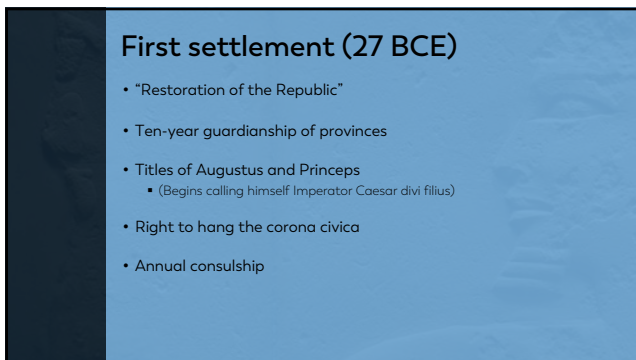 First settlement (27 BCE)
• “Restoration of the Republic”
• Ten-year guardianship of provinces
• Titles of Augustus and Princeps
▪ (Begins calling himself Imperator Caesar divi filius)
• Right to hang the corona civica
• Annual consulship